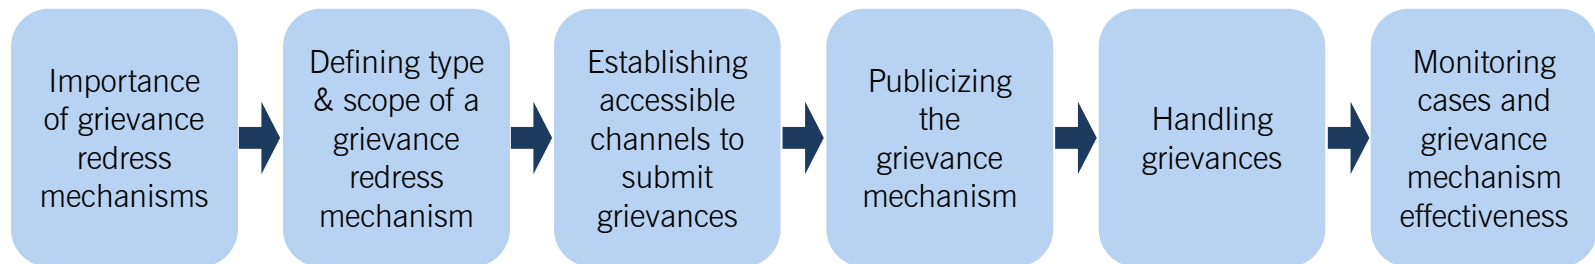 Importance
of grievance
redress
mechanisms
Defining type
& scope of a
grievance
redress
mechanism
Establishing
accessible
channels to
submit
grievances
Publicizing
the
grievance
mechanism
Handling
grievances
Monitoring
cases and
grievance
mechanism
effectiveness